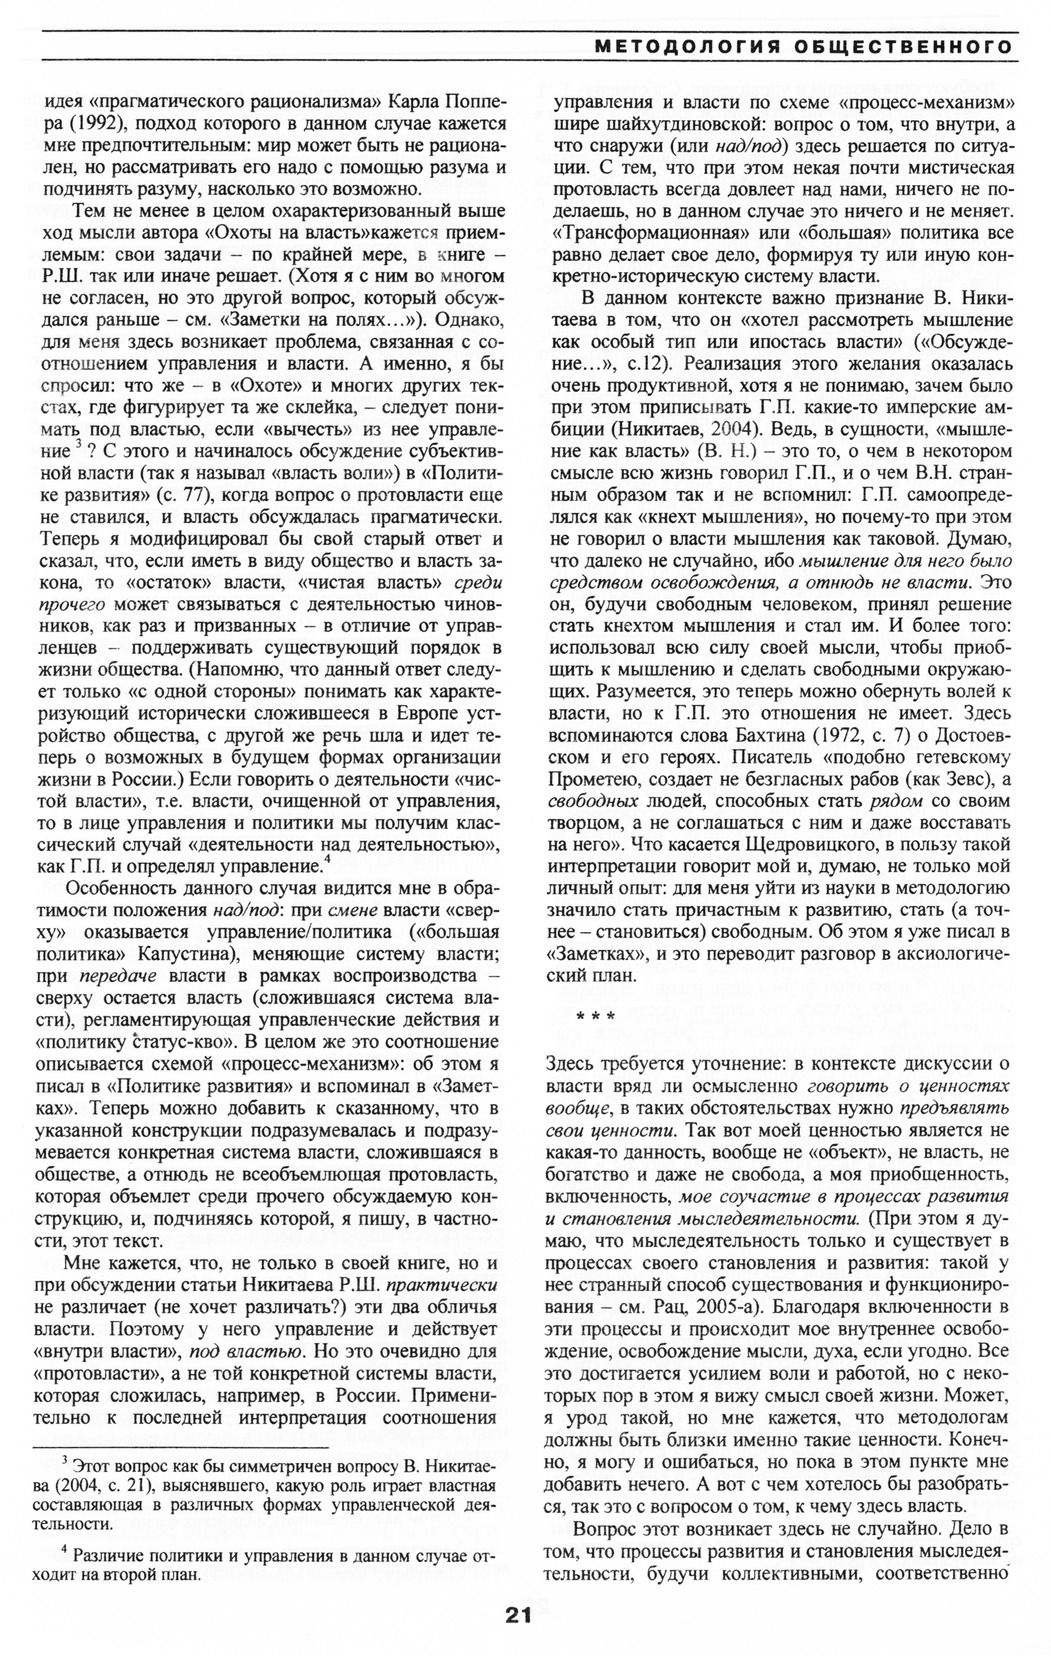 МЕТОДОЛОГИЯ ОБЩЕСТВЕННОГО
идея «прагматического рационализма» Карла Поппе-
ра (1992), подход которого в данном случае кажется
мне предпочтительным: мир может быть не рациона-
лен, но рассматривать его надо с помощью разума и
подчинять разуму, насколько это возможно.
Тем не менее в целом охарактеризованный выше
ход мысли автора «Охоты на власть»кажется прием-
лемым: свои задачи – по крайней мере, в книге –
Р.Ш. так или иначе решает. (Хотя я с ним во многом
не согласен, но это другой вопрос, который обсуж-
дался раньше – см. «Заметки на полях...»). Однако,
для меня здесь возникает проблема, связанная с со-
отношением управления и власти. А именно, я бы
спросил: что же – в «Охоте» и многих других тек-
стах, где фигурирует та же склейка, – следует пони-
мать под властью, если «вычесть» из нее управле-
ние ³ ? С этого и начиналось обсуждение субъектив-
ной власти (так я называл «власть воли») в «Полити-
ке развития» (с. 77), когда вопрос о протовласти еще
не ставился, и власть обсуждалась прагматически.
Теперь я модифицировал бы свой старый ответ и
сказал, что, если иметь в виду общество и власть за-
кона, то «остаток» власти, «чистая власть» среди
прочего может связываться с деятельностью чинов-
ников, как раз и призванных – в отличие от управ-
ленцев – поддерживать существующий порядок в
жизни общества. (Напомню, что данный ответ следу-
ет только «с одной стороны» понимать как характе-
ризующий исторически сложившееся в Европе уст-
ройство общества, с другой же речь шла и идет те-
перь о возможных в будущем формах организации
жизни в России.) Если говорить о деятельности «чис-
той власти», т.е. власти, очищенной от управления,
то в лице управления и политики мы получим клас-
сический случай «деятельности над деятельностью»,
как Г.П. и определял управление.⁴
Особенность данного случая видится мне в обра-
тимости положения над/под: при смене власти «свер-
ху» оказывается управление/политика («большая
политика» Капустина), меняющие систему власти;
при передаче власти в рамках воспроизводства –
сверху остается власть (сложившаяся система вла-
сти), регламентирующая управленческие действия и
«политику статус-кво». В целом же это соотношение
описывается схемой «процесс-механизм»: об этом я
писал в «Политике развития» и вспоминал в «Замет-
ках». Теперь можно добавить к сказанному, что в
указанной конструкции подразумевалась и подразу-
мевается конкретная система власти, сложившаяся в
обществе, а отнюдь не всеобъемлющая протовласть,
которая объемлет среди прочего обсуждаемую кон-
струкцию, и, подчиняясь которой, я пишу, в частно-
сти, этот текст.
Мне кажется, что, не только в своей книге, но и
при обсуждении статьи Никитаева Р.Ш. практически
не различает (не хочет различать?) эти два обличья
власти. Поэтому у него управление и действует
«внутри власти», под властью. Но это очевидно для
«протовласти», а не той конкретной системы власти,
которая сложилась, например, в России. Примени-
тельно к последней интерпретация соотношения
³ Этот вопрос как бы симметричен вопросу В. Никитае-
ва (2004, с. 21), выяснявшего, какую роль играет властная
составляющая в различных формах управленческой дея-
тельности.
⁴ Различие политики и управления в данном случае от-
ходит на второй план.
управления и власти по схеме «процесс-механизм»
шире шайхутдиновской: вопрос о том, что внутри, а
что снаружи (или над/под) здесь решается по ситуа-
ции. С тем, что при этом некая почти мистическая
протовласть всегда довлеет над нами, ничего не по-
делаешь, но в данном случае это ничего и не меняет.
«Трансформационная» или «большая» политика все
равно делает свое дело, формируя ту или иную кон-
кретно-историческую систему власти.
В данном контексте важно признание В. Ники-
таева в том, что он «хотел рассмотреть мышление
как особый тип или ипостась власти» («Обсужде-
ние...», с.12). Реализация этого желания оказалась
очень продуктивной, хотя я не понимаю, зачем было
при этом приписывать Г.П. какие-то имперские ам-
биции (Никитаев, 2004). Ведь, в сущности, «мышле-
ние как власть» (В. Н.) – это то, о чем в некотором
смысле всю жизнь говорил Г.П., и о чем В.Н. стран-
ным образом так и не вспомнил: Г.П. самоопреде-
лялся как «кнехт мышления», но почему-то при этом
не говорил о власти мышления как таковой. Думаю,
что далеко не случайно, ибо мышление для него было
средством освобождения, а отнюдь не власти. Это
он, будучи свободным человеком, принял решение
стать кнехтом мышления и стал им. И более того:
использовал всю силу своей мысли, чтобы приоб-
щить к мышлению и сделать свободными окружаю-
щих. Разумеется, это теперь можно обернуть волей к
власти, но к Г.П. это отношения не имеет. Здесь
вспоминаются слова Бахтина (1972, с. 7) о Достоев-
ском и его героях. Писатель «подобно гетевскому
Прометею, создает не безгласных рабов (как Зевс), а
свободных людей, способных стать рядом со своим
творцом, а не соглашаться с ним и даже восставать
на него». Что касается Щедровицкого, в пользу такой
интерпретации говорит мой и, думаю, не только мой
личный опыт: для меня уйти из науки в методологию
значило стать причастным к развитию, стать (а точ-
нее – становиться) свободным. Об этом я уже писал в
«Заметках», и это переводит разговор в аксиологиче-
ский план.
* * *
Здесь требуется уточнение: в контексте дискуссии о
власти вряд ли осмысленно говорить о ценностях
вообще, в таких обстоятельствах нужно предъявлять
свои ценности. Так вот моей ценностью является не
какая-то данность, вообще не «объект», не власть, не
богатство и даже не свобода, а моя приобщенность,
включенность, мое соучастие в процессах развития
и становления мыследеятельности. (При этом я ду-
маю, что мыследеятельность только и существует в
процессах своего становления и развития: такой у
нее странный способ существования и функциониро-
вания – см. Рац, 2005-а). Благодаря включенности в
эти процессы и происходит мое внутреннее освобо-
ждение, освобождение мысли, духа, если угодно. Все
это достигается усилием воли и работой, но с неко-
торых пор в этом я вижу смысл своей жизни. Может,
я урод такой, но мне кажется, что методологам
должны быть близки именно такие ценности. Конеч-
но, я могу и ошибаться, но пока в этом пункте мне
добавить нечего. А вот с чем хотелось бы разобрать-
ся, так это с вопросом о том, к чему здесь власть.
Вопрос этот возникает здесь не случайно. Дело в
том, что процессы развития и становления мыследея-
тельности, будучи коллективными, соответственно
21